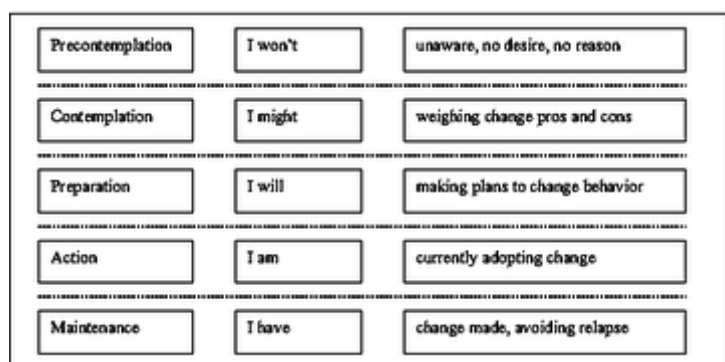 Precontemplation I won't unaware, no desire, no reason
Contemplation I might weighing change pros and cons
Preparation I will making plans to change behavior
Action I am currently adopting change
Maintenance I have change made, avoiding relapse